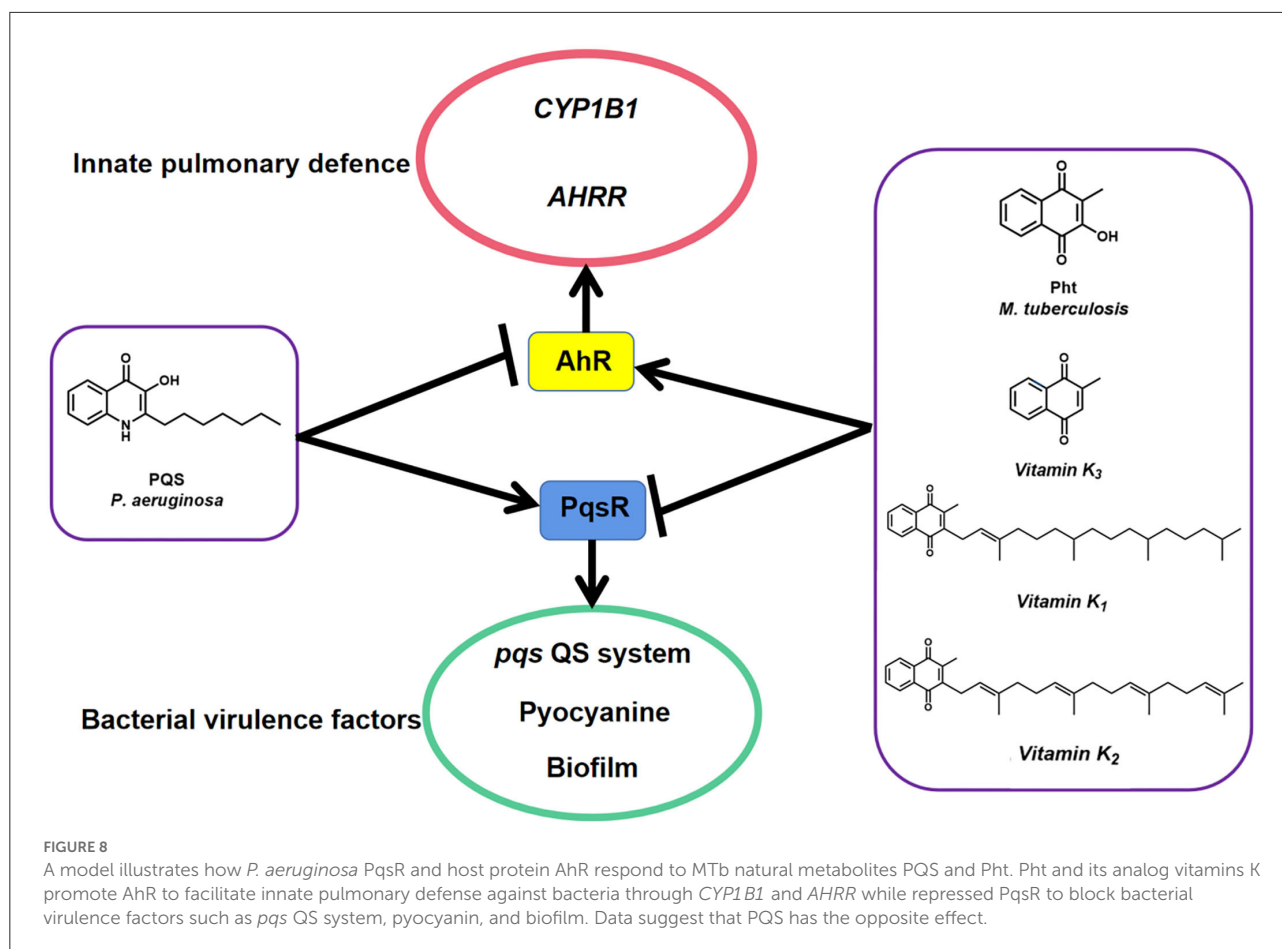 CYP1B1
Innate pulmonary defence
AHRR
O
O
OH
Pht
M. tuberculosis
AhR
O
OH
N
H
PQS
P. aeruginosa
O
O
Vitamin K3
PqsR
O
O
Vitamin K1
pqs QS system
Bacterial virulence factors
Pyocyanine
Biofilm
O
O
Vitamin K2
FIGURE 8
A model illustrates how P. aeruginosa PqsR and host protein AhR respond to MTb natural metabolites PQS and Pht. Pht and its analog vitamins K
promote AhR to facilitate innate pulmonary defense against bacteria through CYP1B1 and AHRR while repressed PqsR to block bacterial
virulence factors such as pqs QS system, pyocyanin, and biofilm. Data suggest that PQS has the opposite effect.